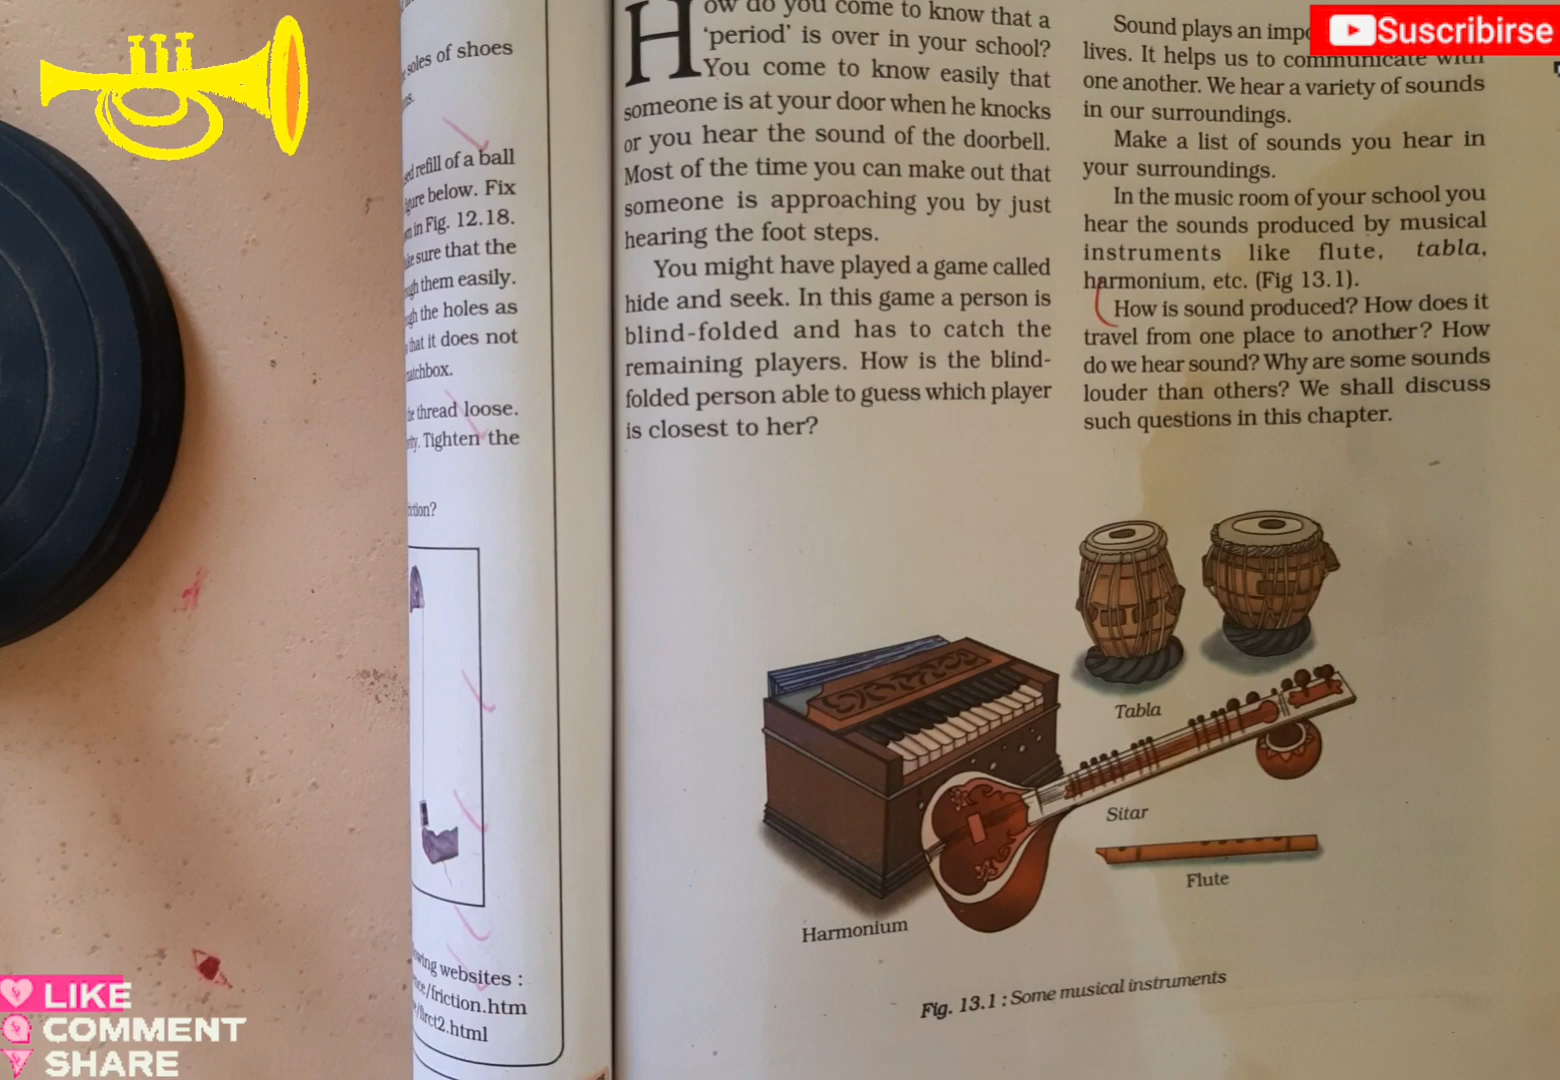 soles of shoes
refill of a ball
below. Fix
in Fig. 12.18.
sure that the
them easily.
the holes as
that it does not
thread loose.
Tighten the
websites :
/friction.htm
How do you come to know that a
'period' is over in your school?
You come to know easily that
someone is at your door when he knocks
or you hear the sound of the doorbell.
Most of the time you can make out that
someone is approaching you by just
hearing the foot steps.
You might have played a game called
hide and seek. In this game a person is
blind-folded and has to catch the
remaining players. How is the blind-
folded person able to guess which player
is closest to her?
Sound plays an
lives. It helps us to communicate with
one another. We hear a variety of sounds
in our surroundings.
Make a list of sounds you hear in
your surroundings.
In the music room of your school you
hear the sounds produced by musical
instruments like flute, tabla,
harmonium, etc. (Fig 13.1).
How is sound produced? How does it
travel from one place to another? How
do we hear sound? Why are some sounds
louder than others? We shall discuss
such questions in this chapter.
Tabla
Sitar
Flute
Harmonium
Fig. 13.1 : Some musical instruments
Suscribirse
LIKE
COMMENT
SHARE